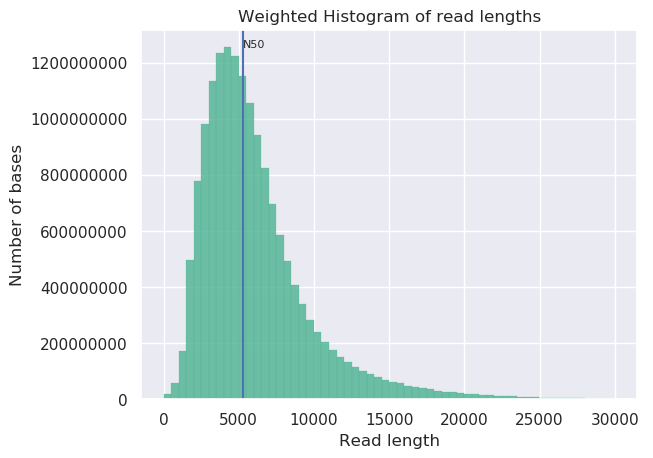 Weighted Histogram of read lengths
N50
1200000000
1000000000
800000000
600000000
400000000
200000000
0
Number of bases
0 5000 10000 15000 20000 25000 30000
Read length